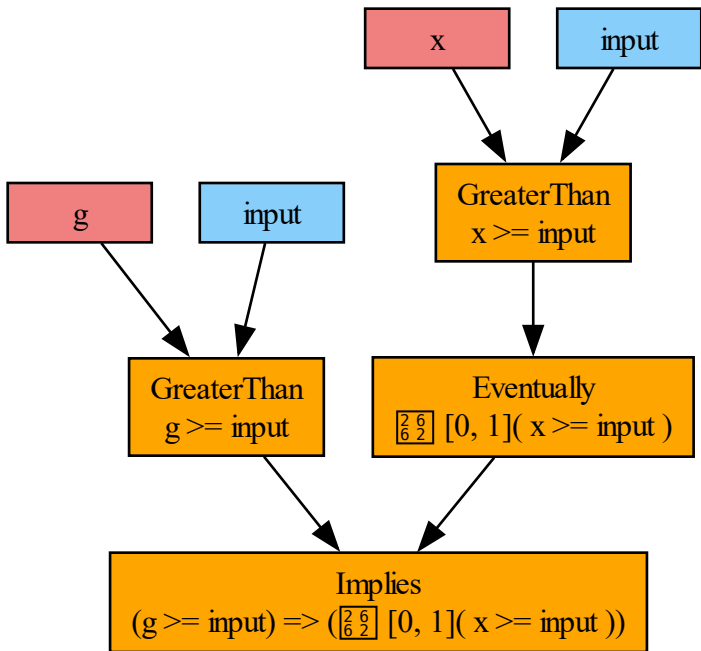 x
input
g
input
GreaterThan
x >= input
GreaterThan
g >= input
Eventually
♢ [0, 1]( x >= input )
Implies
(g >= input) => (♢ [0, 1]( x >= input ))